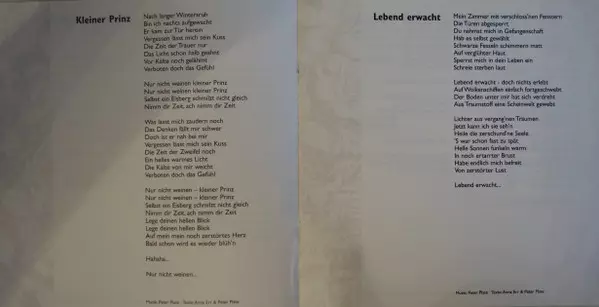 Kleiner Prinz
Nach langer Winterruh
Bin ich nachts aufgewacht
Er kam zur Tür herein
Vergessen lässt mich sein Kuss
Die Zeit der Trauer nur
Das Licht schon halb geahnt
Vor Kälte noch gelähmt
Verboten doch das Gefühl
Nur nicht weinen kleiner Prinz
Nur nicht weinen kleiner Prinz
Selbst ein Eisberg schmilzt nicht gleich
Nimm dir Zeit, ach nimm dir Zeit
Was lässt mich zaudern noch
Das Denken fällt mir schwer
Doch ist er nah bei mir
Vergessen lässt mich sein Kuss
Die Zeit der Zweifel noch
Ein helles warmes Licht
Die Kälte von mir weicht
Verboten doch das Gefühl
Nur nicht weinen – kleiner Prinz
Nur nicht weinen – kleiner Prinz
Selbst ein Eisberg schmilzt nicht gleich
Nimm dir Zeit, ach nimm dir Zeit
Lege deinen hellen Blick
Lege deinen hellen Blick
Auf mein mein noch zerstörtes Herz
Bald schon wird es wieder blüh'n
Hahaha...
Nur nicht weinen...
Lebend erwacht
Mein Zimmer mit verschloss'nen Fenstern
Die Türen abgesperrt
Du nahmst mich in Gefangenschaft
Hab es selbst gewählt
Schwarze Fesseln schimmern matt
Auf verglühter Haut
Sperrst mich in dein Leben ein
Schreie sterben laut
Lebend erwacht - doch nichts erlebt
Auf Wolkenschiffen einfach fortgeschwebt
Der Boden unter mir hat sich verdreht
Aus Traumstoff eine Scheinwelt gewebt
Lichter aus vergang'nen Träumen
Jetzt kann ich sie seh'n
Heile die zerschund'ne Seele
'S war schon fast zu spät
Helle Sonnen funkeln warm
In noch erstarrter Brust
Habe endlich mich befreit
Von zerstörter Lust
Lebend erwacht...